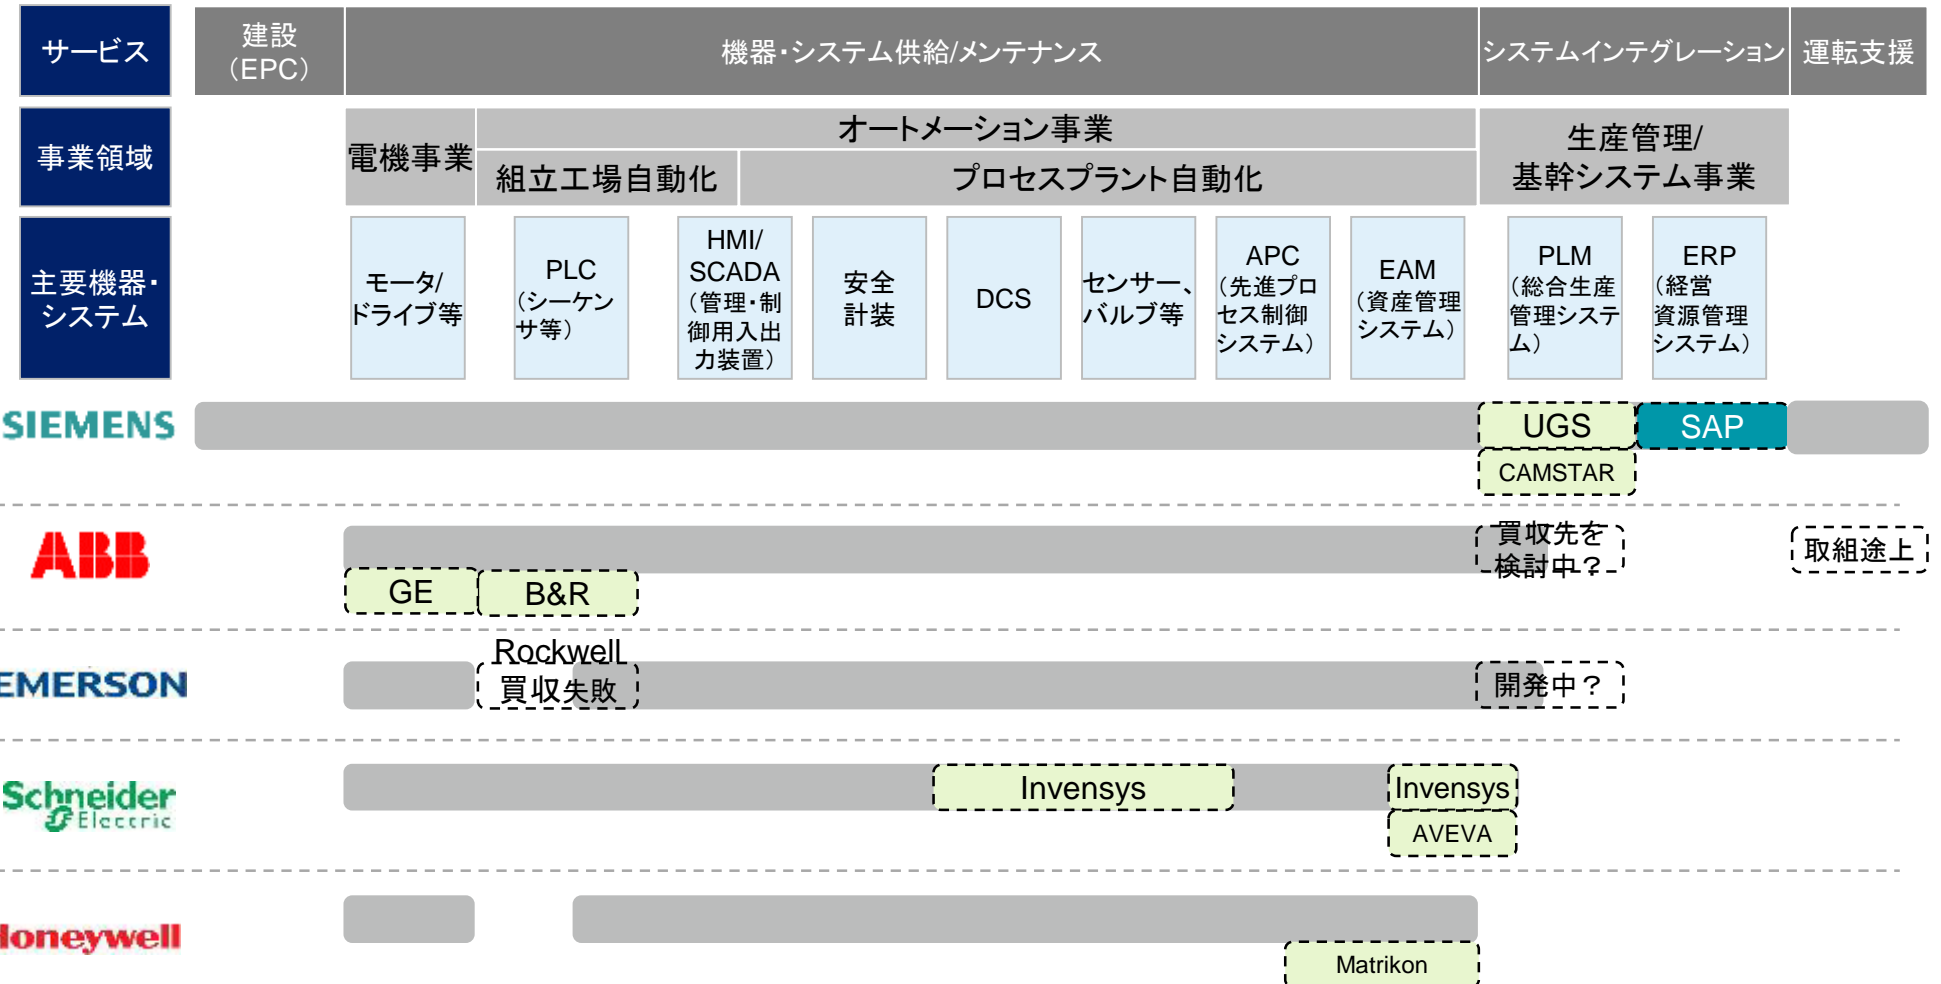 サービス
建設
（EPC）
機器・システム供給/メンテナンス
システムインテグレーション
運転支援
事業領域
電機事業
オートメーション事業
組立工場自動化
プロセスプラント自動化
生産管理/
基幹システム事業
主要機器・
システム
モータ/
ドライブ等
PLC
（シーケン
サ等）
HMI/
SCADA
（管理・制
御用入出
力装置）
安全
計装
DCS
センサー、
バルブ等
APC
（先進プロ
セス制御
システム）
EAM
（資産管理
システム）
PLM
（総合生産
管理システ
ム）
ERP
（経営
資源管理
システム）
SIEMENS
UGS
SAP
CAMSTAR
ABB
買収先を
検討中？
取組途上
GE
B&R
EMERSON
Rockwell
買収失敗
開発中？
Schneider
Electric
Invensys
Invensys
AVEVA
Honeywell
Matrikon